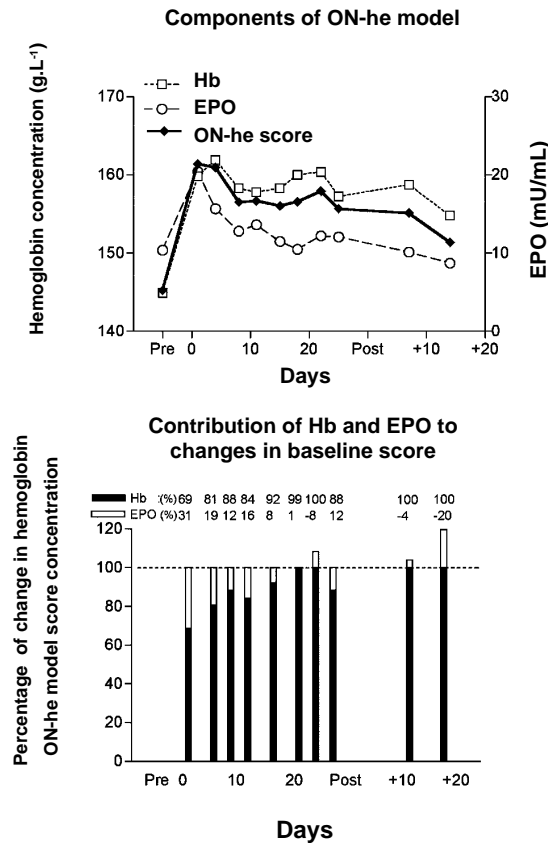 Components of ON-he model
Hemoglobin concentration (g.L-1)
EPO (mU/mL)
Hb
EPO
ON-he score
170
160
150
140
30
20
10
0
Pre 0 10 20 Post +10 +20
Days
Contribution of Hb and EPO to
changes in baseline score
Percentage of change in hemoglobin
ON-he model score concentration
Hb :(%) 69 81 88 84 92 99 100 88 100 100
EPO (%) 31 19 12 16 8 1 -8 12 -4 -20
120
100
80
60
40
20
0
Pre 0 10 20 Post +10 +20
Days